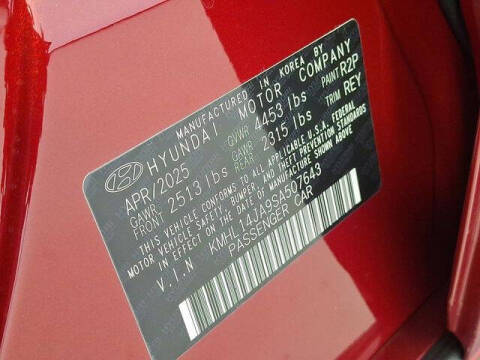 MANUFACTURED IN KOREA BY
HYUNDAI MOTOR COMPANY
APR/2025 GVWR 4453 lbs PAINT R2P
GAWR FRONT 2513 lbs GAWR REAR 2315 lbs TRIM REY
THIS VEHICLE CONFORMS TO ALL APPLICABLE U.S.A. FEDERAL
MOTOR VEHICLE SAFETY, BUMPER, AND THEFT PREVENTION STANDARDS
IN EFFECT ON THE DATE OF MANUFACTURE SHOWN ABOVE.
V.I.N KMHL14JA9SA507643
PASSENGER CAR